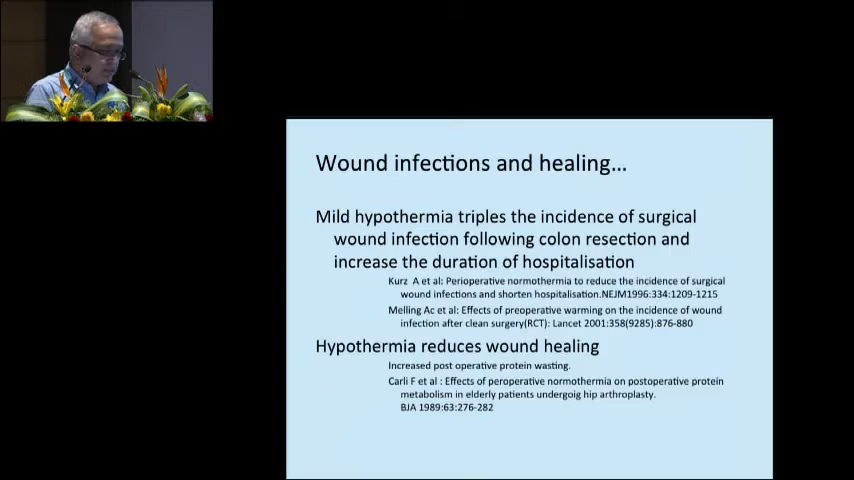 Wound infections and healing...
Mild hypothermia triples the incidence of surgical
wound infection following colon resection and
increase the duration of hospitalisation
Kurz A et al: Perioperative normothermia to reduce the incidence of surgical
wound infections and shorten hospitalisation.NEJM1996:334:1209-1215
Melling Ac et al: Effects of preoperative warming on the incidence of wound
infection after clean surgery(RCT): Lancet 2001:358(9285):876-880
Hypothermia reduces wound healing
Increased post operative protein wasting.
Carli F et al : Effects of peroperative normothermia on postoperative protein
metabolism in elderly patients undergoig hip arthroplasty.
BJA 1989:63:276-282